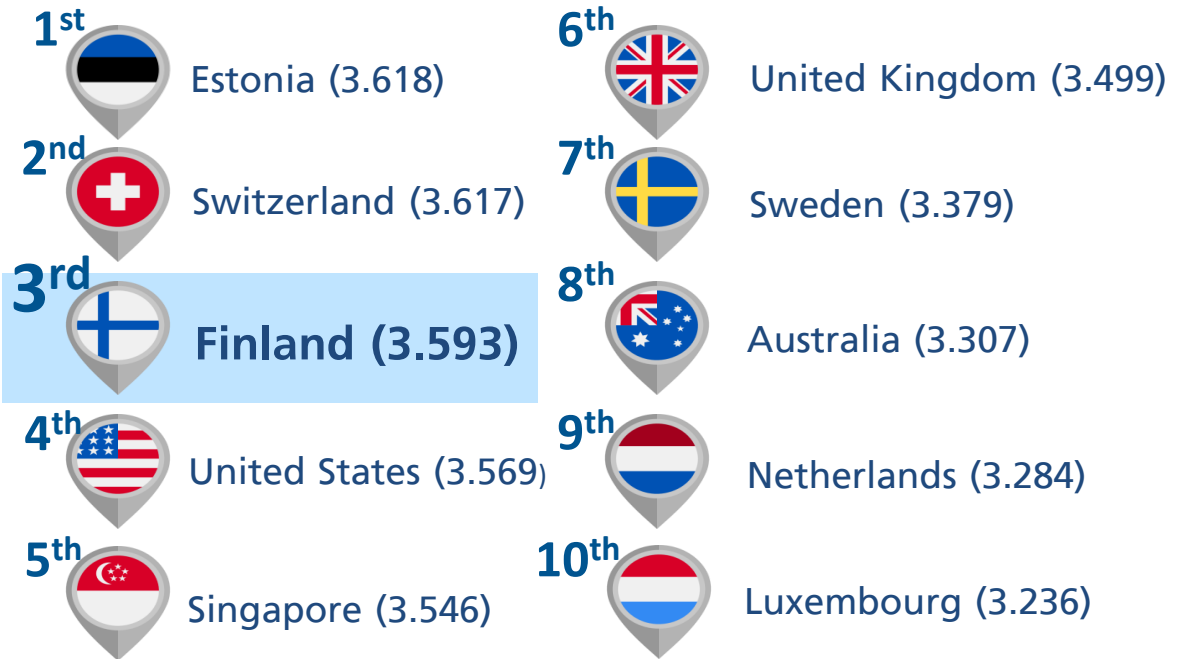 1st
Estonia (3.618)
2nd
Switzerland (3.617)
3rd
Finland (3.593)
4th
United States (3.569)
5th
Singapore (3.546)
6th
United Kingdom (3.499)
7th
Sweden (3.379)
8th
Australia (3.307)
9th
Netherlands (3.284)
10th
Luxembourg (3.236)